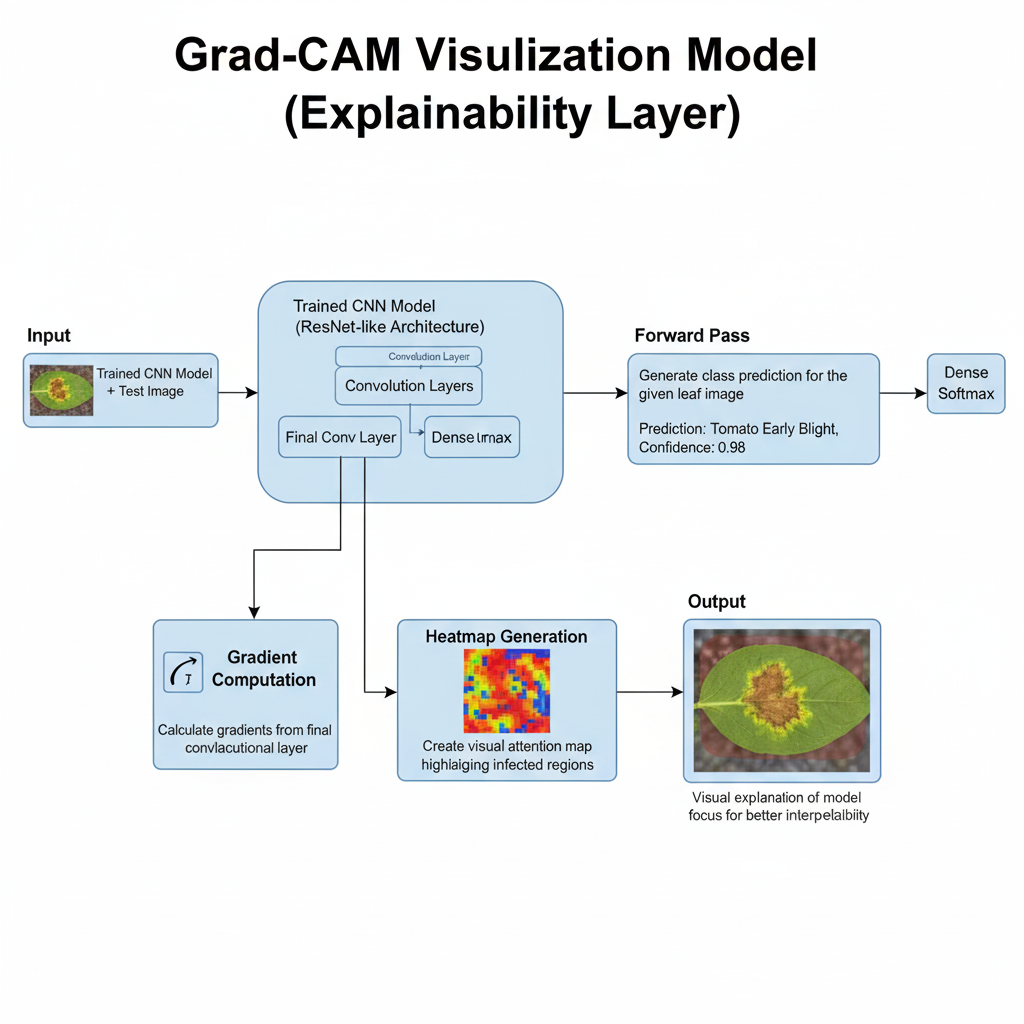 Grad-CAM Visulization Model
(Explainability Layer)
Input
Trained CNN Model
+ Test Image
Trained CNN Model
(ResNet-like Architecture)
Conveludion Layer
Convolution Layers
Final Conv Layer
Dense
Forward Pass
Generate class prediction for the
given leaf image
Prediction: Tomato Early Blight,
Confidence: 0.98
Dense
Softmax
Gradient
Computation
Calculate gradients from final
convlacutional layer
Heatmap Generation
Create visual attention map
highlaiging infected regions
Output
Visual explanation of model
focus for better interpelalbiity